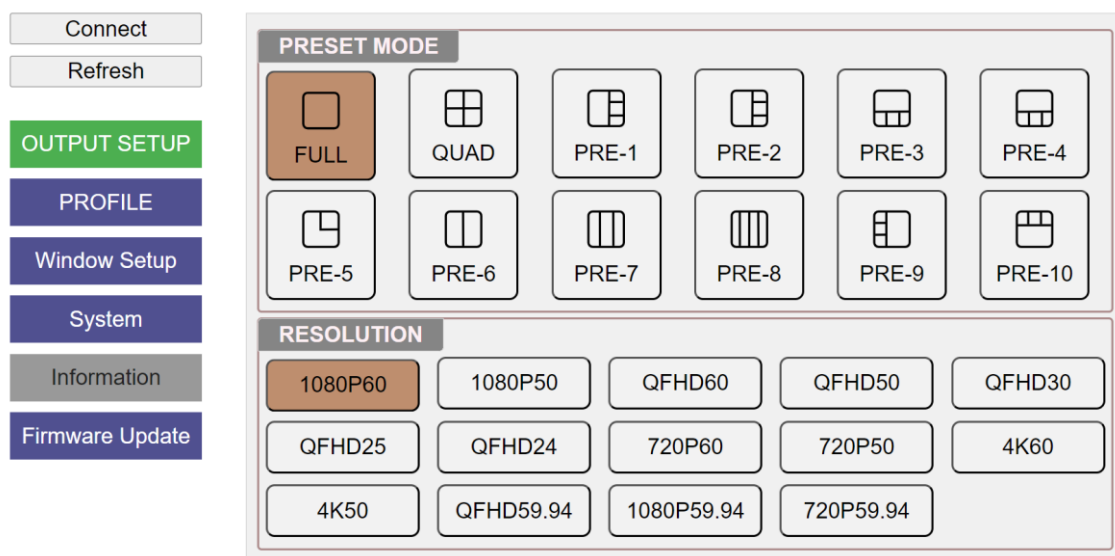 Connect
Refresh
OUTPUT SETUP
PROFILE
Window Setup
System
Information
Firmware Update
PRESET MODE
FULL QUAD PRE-1 PRE-2 PRE-3 PRE-4
PRE-5 PRE-6 PRE-7 PRE-8 PRE-9 PRE-10
RESOLUTION
1080P60 1080P50 QFHD60 QFHD50 QFHD30
QFHD25 QFHD24 720P60 720P50 4K60
4K50 QFHD59.94 1080P59.94 720P59.94